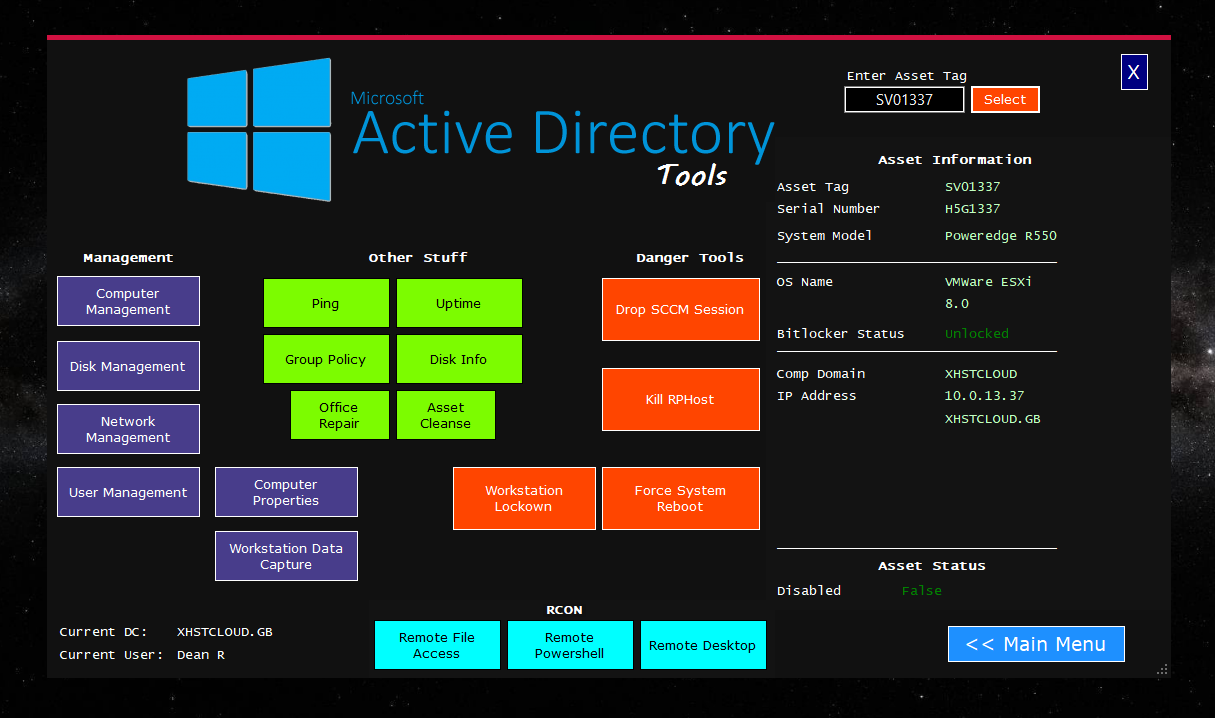 Microsoft
Active Directory
Tools
Enter Asset Tag
SV01337
Select
X
Asset Information
Asset Tag SV01337
Serial Number H5G1337
System Model Poweredge R550
OS Name VMWare ESXi
8.0
Bitlocker Status Unlocked
Comp Domain XHSTCLOUD
IP Address 10.0.13.37
XHSTCLOUD.GB
Asset Status
Disabled False
<< Main Menu
Management
Computer
Management
Disk Management
Network
Management
User Management
Computer
Properties
Workstation Data
Capture
Other Stuff
Ping
Uptime
Group Policy
Disk Info
Office
Repair
Asset
Cleanse
Danger Tools
Drop SCCM Session
Kill RPHost
Workstation
Lockown
Force System
Reboot
RCON
Remote File
Access
Remote
Powershell
Remote Desktop
Current DC: XHSTCLOUD.GB
Current User: Dean R